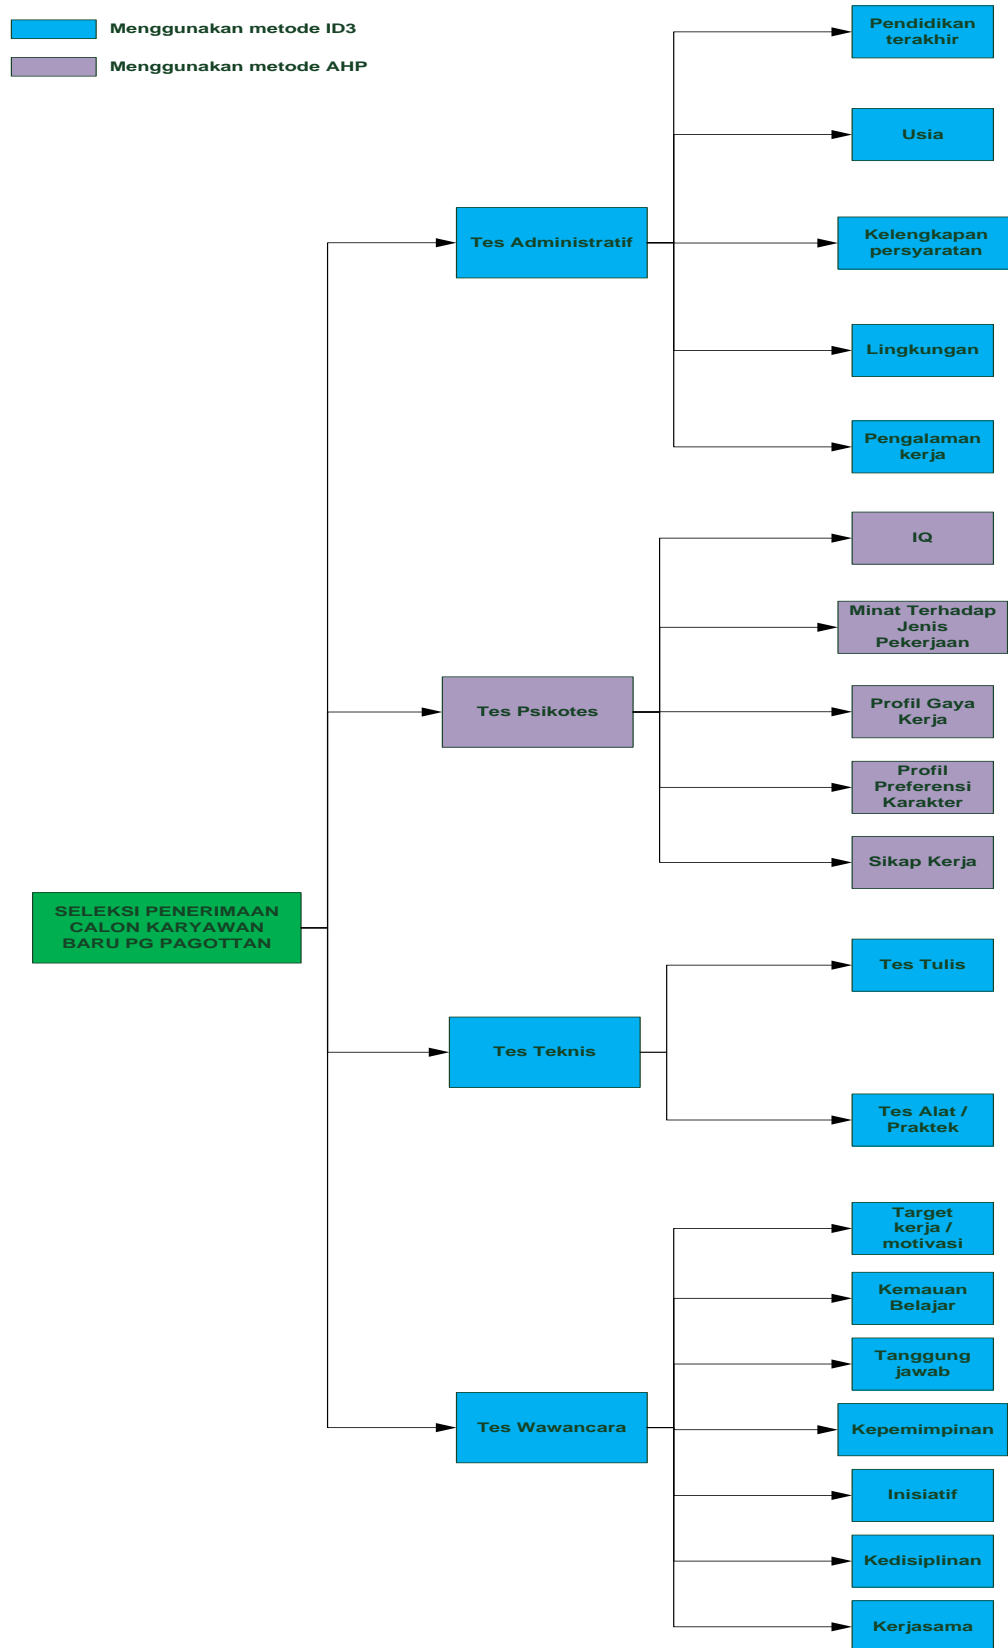 Menggunakan metode ID3
Menggunakan metode AHP
Pendidikan
terakhir
Usia
Tes Administratif
Kelengkapan
persyaratan
Lingkungan
Pengalaman
kerja
IQ
Minat Terhadap
Jenis
Pekerjaan
Tes Psikotes
Profil Gaya
Kerja
Profil
Preferensi
Karakter
Sikap Kerja
SELEKSI PENERIMAAN
CALON KARYAWAN
BARU PG PAGOTTAN
Tes Tulis
Tes Teknis
Tes Alat /
Praktek
Target
kerja /
motivasi
Kemauan
Belajar
Tanggung
jawab
Tes Wawancara
Kepemimpinan
Inisiatif
Kedisiplinan
Kerjasama